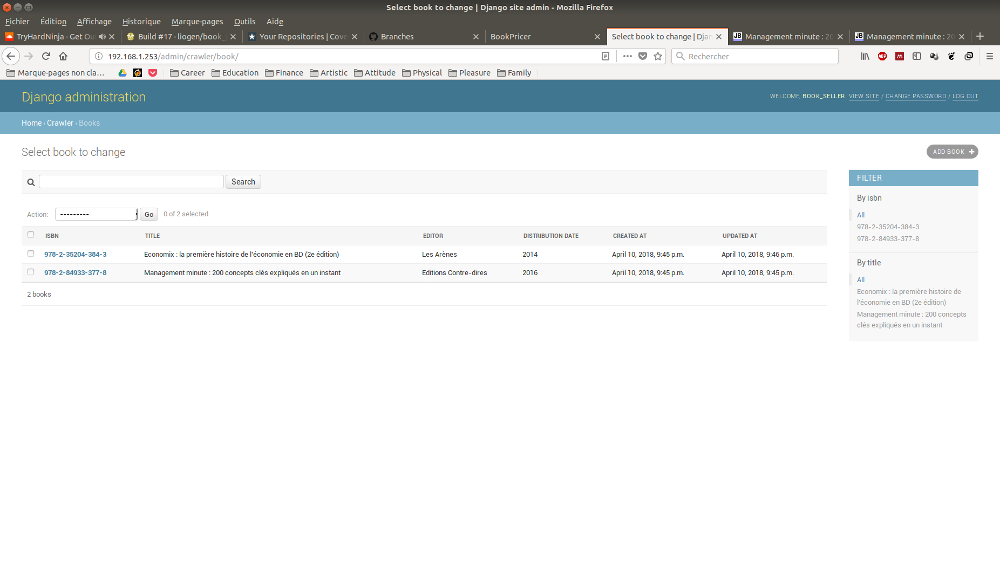 Select book to change | Django site admin - Mozilla Firefox
Fichier Édition Affichage Historique Marque-pages Outils Aide
TryHardNinja - Get Ou Build #17 - liogen/book_ Your Repositories | Cove Branches BookPricer Select book to change | Djan Management minute : 20 Management minute : 20
192.168.1.253/admin/crawler/book/ Rechercher
Marque-pages non cla... Career Education Finance Artistic Attitude Physical Pleasure Family
Django administration
WELCOME, BOOK_SELLER. VIEW SITE / CHANGE PASSWORD / LOG OUT
Home › Crawler › Books
Select book to change
ADD BOOK +
Search
Action: --------- Go 0 of 2 selected
ISBN TITLE EDITOR DISTRIBUTION DATE CREATED AT UPDATED AT
978-2-35204-384-3 Economix : la première histoire de l'économie en BD (2e édition) Les Arènes 2014 April 10, 2018, 9:45 p.m. April 10, 2018, 9:46 p.m.
978-2-84933-377-8 Management minute : 200 concepts clés expliqués en un instant Editions Contre-dires 2016 April 10, 2018, 9:45 p.m. April 10, 2018, 9:45 p.m.
2 books
FILTER
By isbn
All
978-2-35204-384-3
978-2-84933-377-8
By title
All
Economix : la première histoire de
l'économie en BD (2e édition)
Management minute : 200 concepts
clés expliqués en un instant